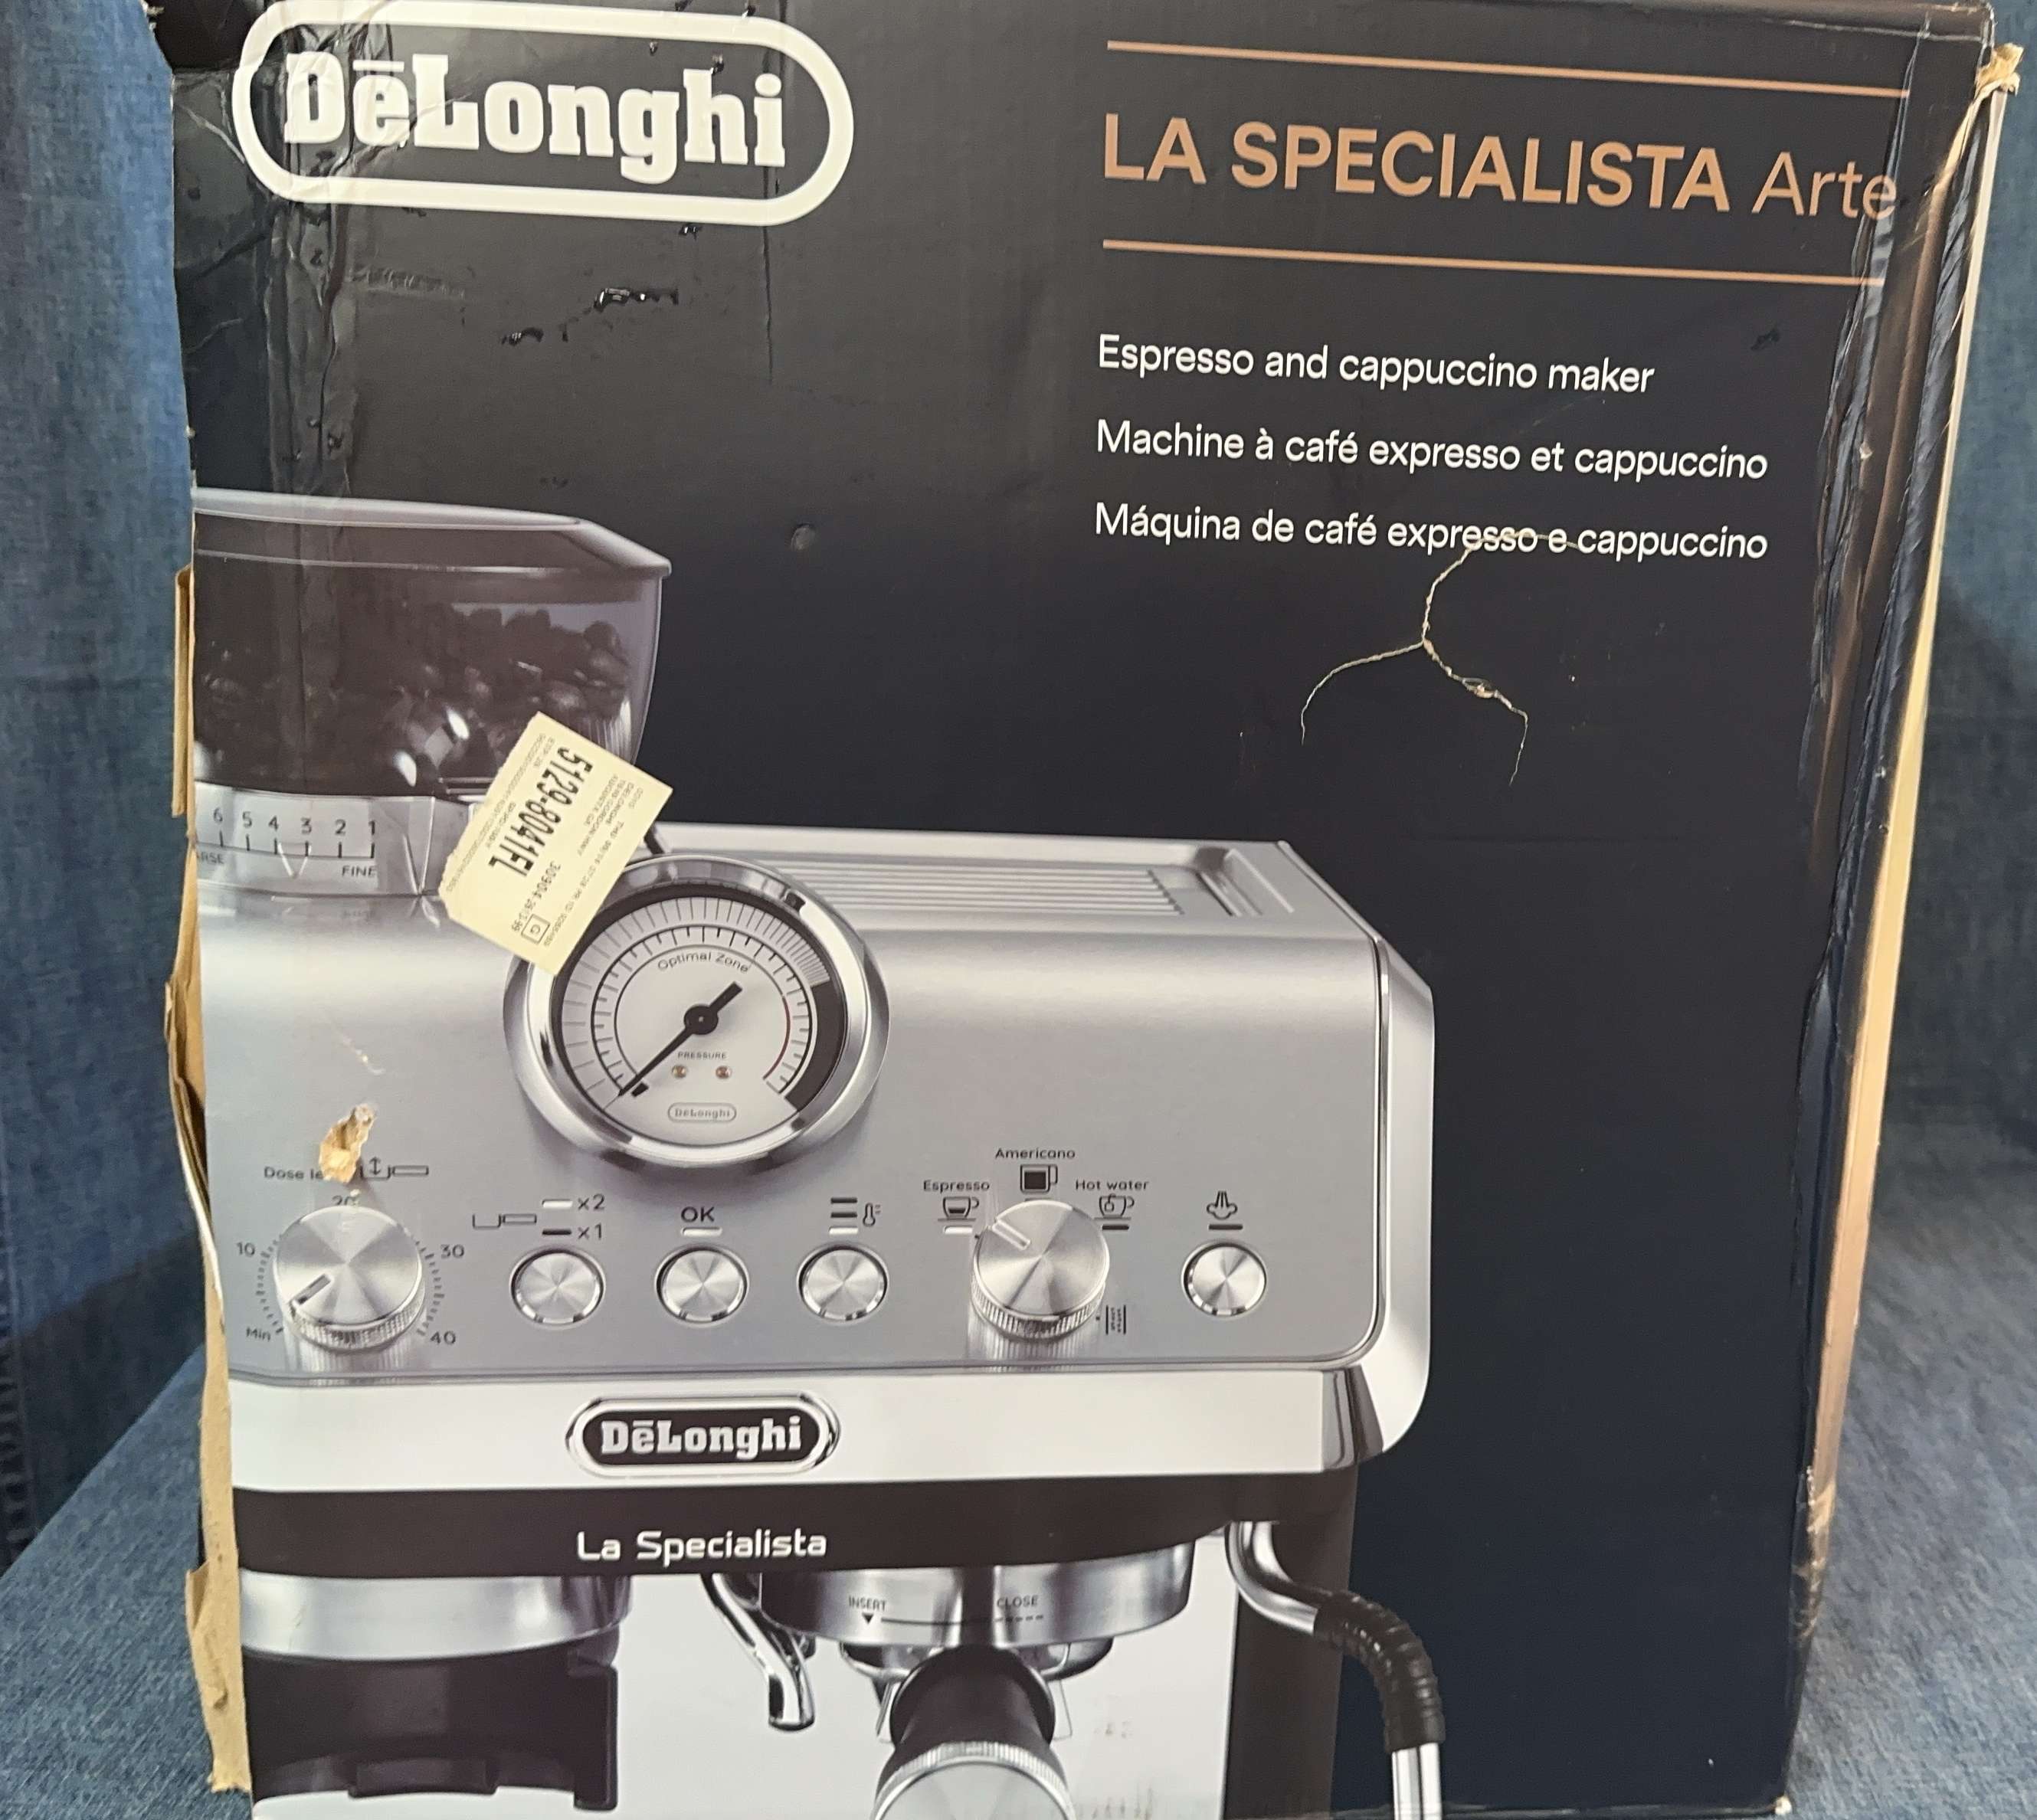 DēLonghi
LA SPECIALISTA Arte
Espresso and cappuccino maker
Machine à café expresso et cappuccino
Máquina de café expresso e cappuccino
6 5 4 3 2 1
FINE
5129-8041FL
G
Optimal Zone
PRESSURE
DēLonghi
Dose
20
10
30
Min
40
x2
x1
OK
Americano
Espresso
Hot water
DēLonghi
La Specialista
INSERT
CLOSE